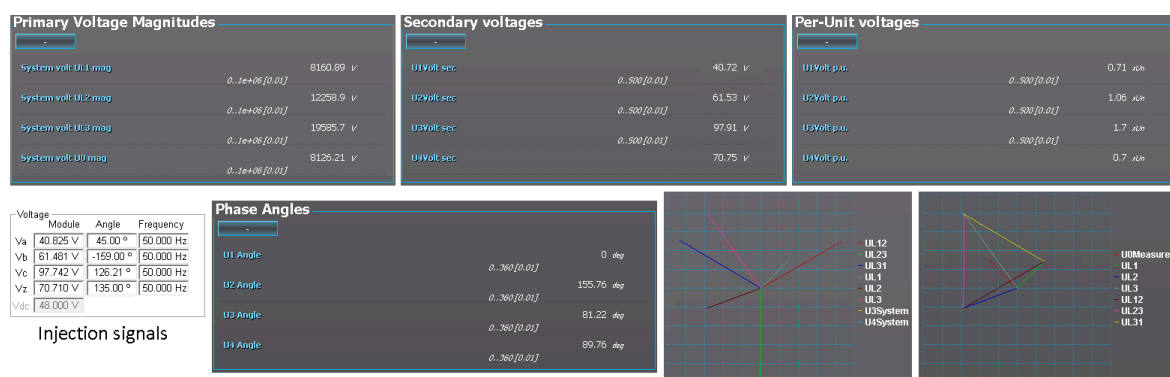 Primary Voltage Magnitudes
-
System volt UL1 mag 8160.89 V
0..1e+06 [0.01]
System volt UL2 mag 12258.9 V
0..1e+06 [0.01]
System volt UL3 mag 19585.7 V
0..1e+06 [0.01]
System volt U0 mag 8126.21 V
0..1e+06 [0.01]
Secondary voltages
-
U1Volt sec 40.72 V
0..500 [0.01]
U2Volt sec 61.53 V
0..500 [0.01]
U3Volt sec 97.91 V
0..500 [0.01]
U4Volt sec 70.75 V
Per-Unit voltages
-
U1Volt p.u. 0.71 xUn
0..500 [0.01]
U2Volt p.u. 1.06 xUn
0..500 [0.01]
U3Volt p.u. 1.7 xUn
0..500 [0.01]
U4Volt p.u. 0.7 xUn
Voltage
Module Angle Frequency
Va 40.825 V 45.00 º 50.000 Hz
Vb 61.481 V -159.00 º 50.000 Hz
Vc 97.742 V 126.21 º 50.000 Hz
Vz 70.710 V 135.00 º 50.000 Hz
Vdc 48.000 V
Injection signals
Phase Angles
-
U1 Angle 0 deg
0..360 [0.01]
U2 Angle 155.76 deg
0..360 [0.01]
U3 Angle 81.22 deg
0..360 [0.01]
U4 Angle 89.76 deg
0..360 [0.01]
UL12
UL23
UL31
UL1
UL2
UL3
U3System
U4System
U0Measure
UL1
UL2
UL3
UL12
UL23
UL31